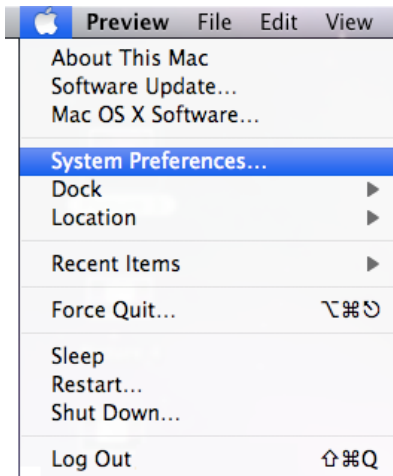 Preview File Edit View
About This Mac
Software Update...
Mac OS X Software...
System Preferences...
Dock
Location
Recent Items
Force Quit... ⌥⌘⎋
Sleep
Restart...
Shut Down...
Log Out ⇧⌘Q